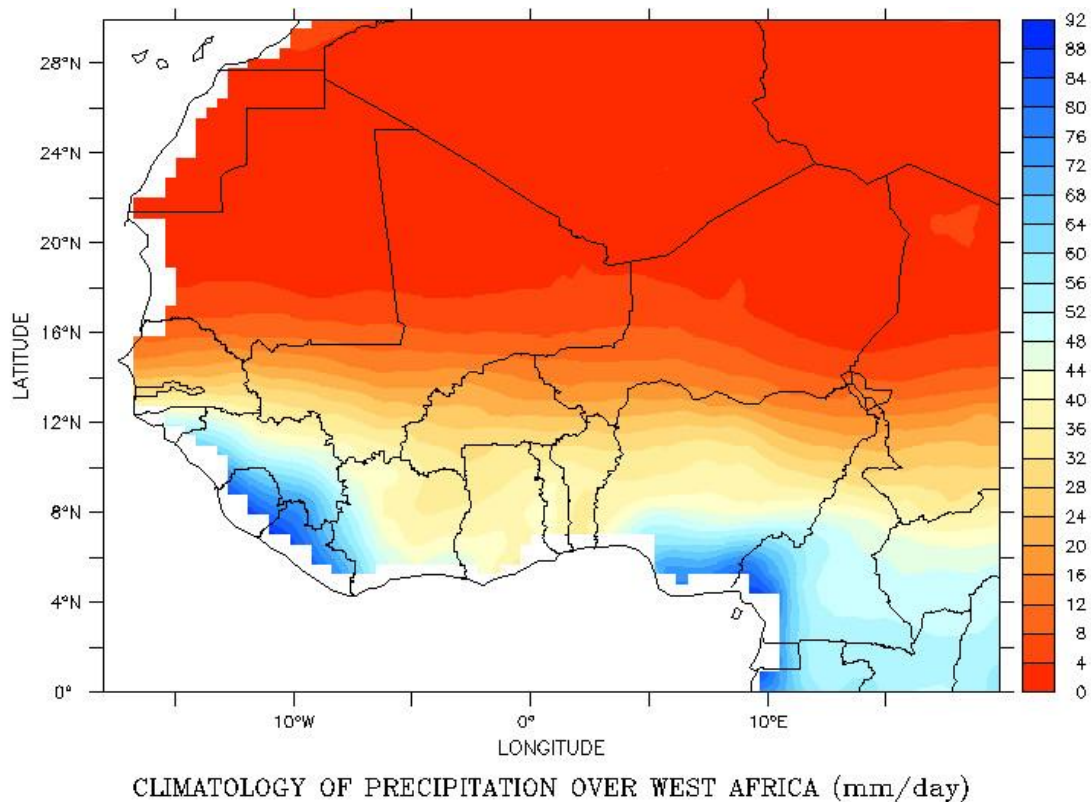 28°N
24°N
20°N
16°N
12°N
8°N
4°N
0°
LATITUDE
10°W
0°
10°E
LONGITUDE
92
88
84
80
76
72
68
64
60
56
52
48
44
40
36
32
28
24
20
16
12
8
4
0
CLIMATOLOGY OF PRECIPITATION OVER WEST AFRICA (mm/day)